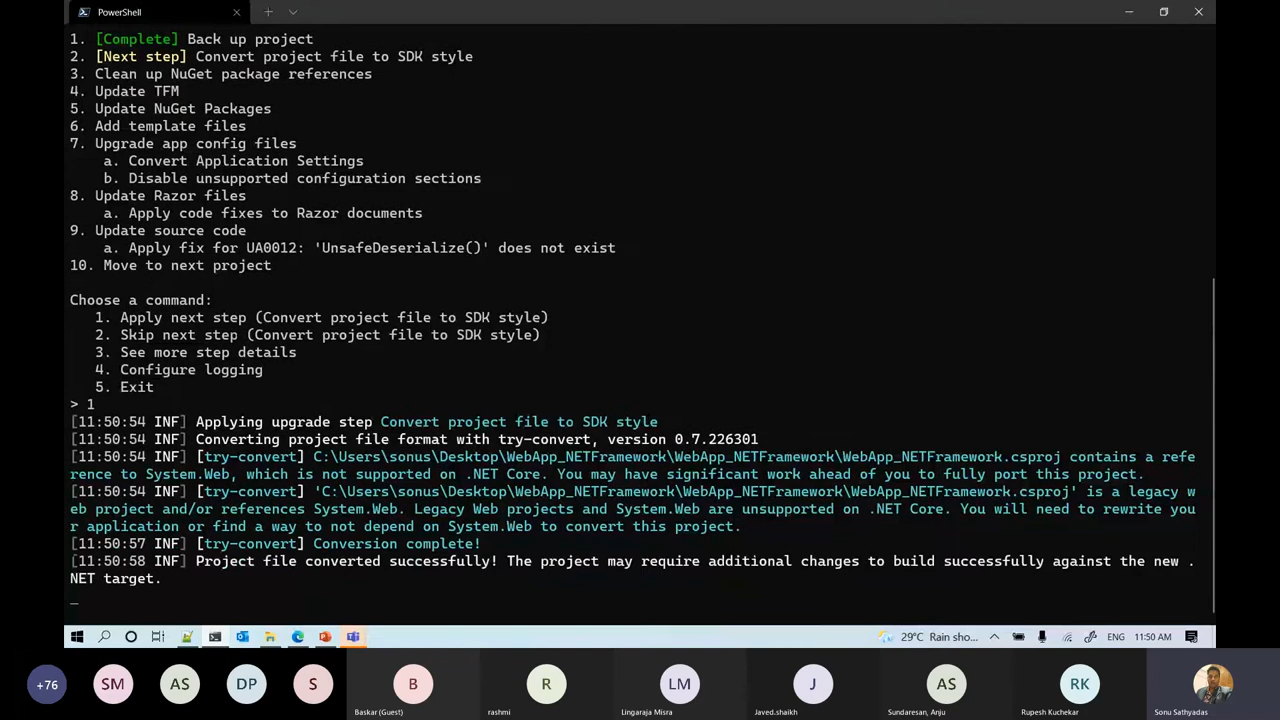 PowerShell
1. [Complete] Back up project
2. [Next step] Convert project file to SDK style
3. Clean up NuGet package references
4. Update TFM
5. Update NuGet Packages
6. Add template files
7. Upgrade app config files
a. Convert Application Settings
b. Disable unsupported configuration sections
8. Update Razor files
a. Apply code fixes to Razor documents
9. Update source code
a. Apply fix for UA0012: 'UnsafeDeserialize()' does not exist
10. Move to next project
Choose a command:
1. Apply next step (Convert project file to SDK style)
2. Skip next step (Convert project file to SDK style)
3. See more step details
4. Configure logging
5. Exit
> 1
[11:50:54 INF] Applying upgrade step Convert project file to SDK style
[11:50:54 INF] Converting project file format with try-convert, version 0.7.226301
[11:50:54 INF] [try-convert] C:\Users\sonus\Desktop\WebApp_NETFramework\WebApp_NETFramework\WebApp_NETFramework.csproj contains a refe
rence to System.Web, which is not supported on .NET Core. You may have significant work ahead of you to fully port this project.
[11:50:54 INF] [try-convert] 'C:\Users\sonus\Desktop\WebApp_NETFramework\WebApp_NETFramework\WebApp_NETFramework.csproj' is a legacy w
eb project and/or references System.Web. Legacy Web projects and System.Web are unsupported on .NET Core. You will need to rewrite you
r application or find a way to not depend on System.Web to convert this project.
[11:50:57 INF] [try-convert] Conversion complete!
[11:50:58 INF] Project file converted successfully! The project may require additional changes to build successfully against the new .
NET target.
29°C Rain sho... ENG 11:50 AM
+76 SM AS DP S B R LM J AS RK
Baskar (Guest) rashmi Lingaraja Misra Javed.shaikh Sundaresan, Anju Rupesh Kuchekar Sonu Sathyadas